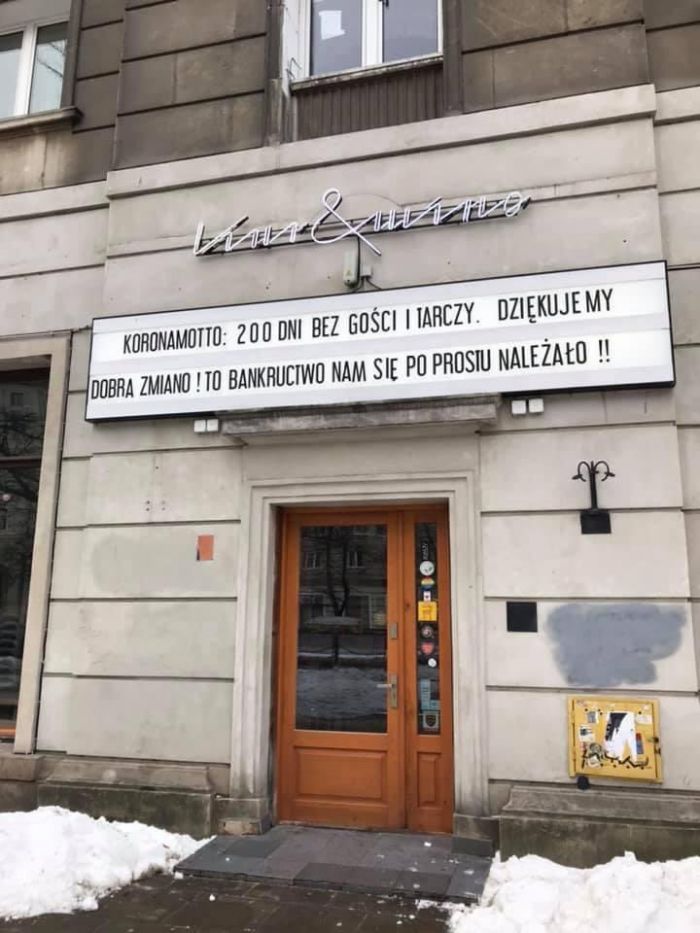 KORONAMOTTO: 200 DNI BEZ GOŚCI I TARCZY. DZIĘKUJEMY
DOBRA ZMIANO ! TO BANKRUCTWO NAM SIĘ PO PROSTU NALEŻAŁO !!